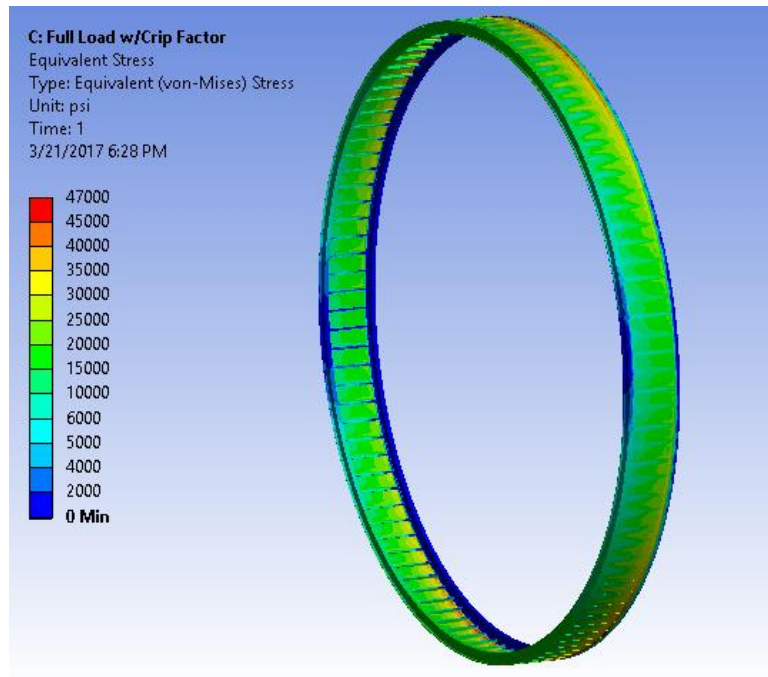 C: Full Load w/Crip Factor
Equivalent Stress
Type: Equivalent (von-Mises) Stress
Unit: psi
Time: 1
3/21/2017 6:28 PM
47000
45000
40000
35000
30000
25000
20000
15000
10000
6000
5000
4000
2000
0 Min